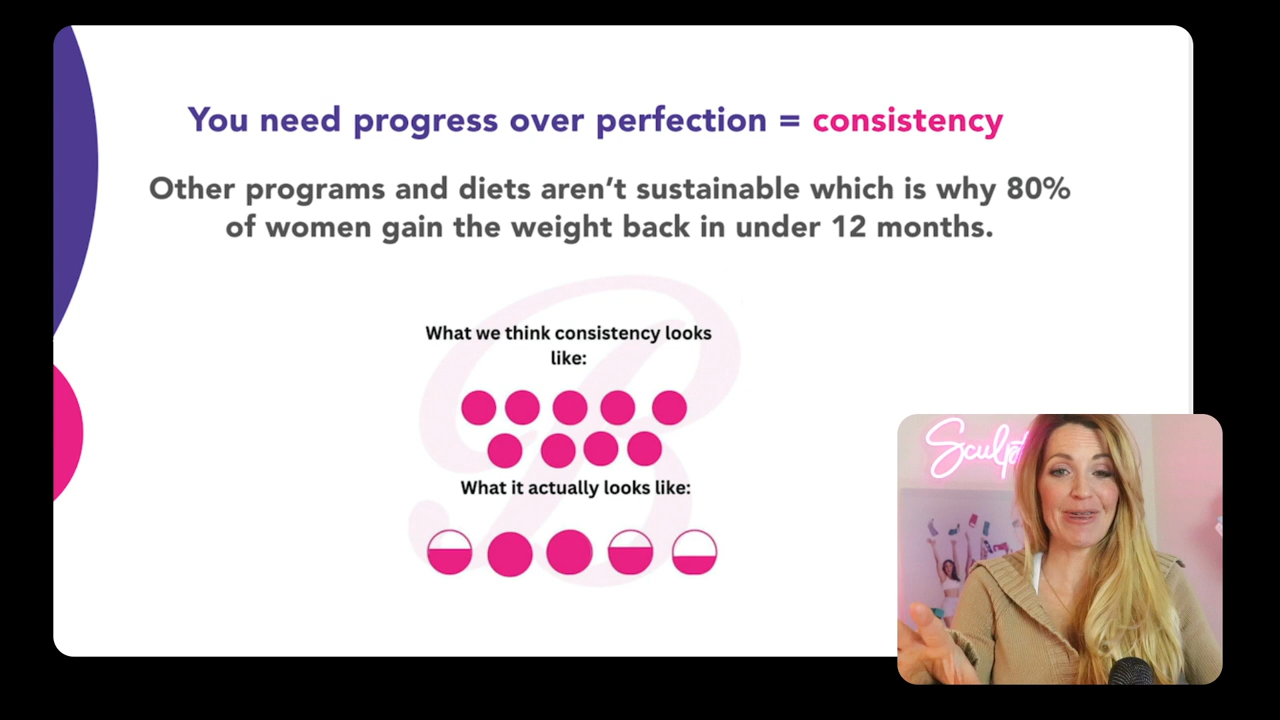 You need progress over perfection = consistency
Other programs and diets aren’t sustainable which is why 80%
of women gain the weight back in under 12 months.
What we think consistency looks
like:
What it actually looks like:
B
Sculpt